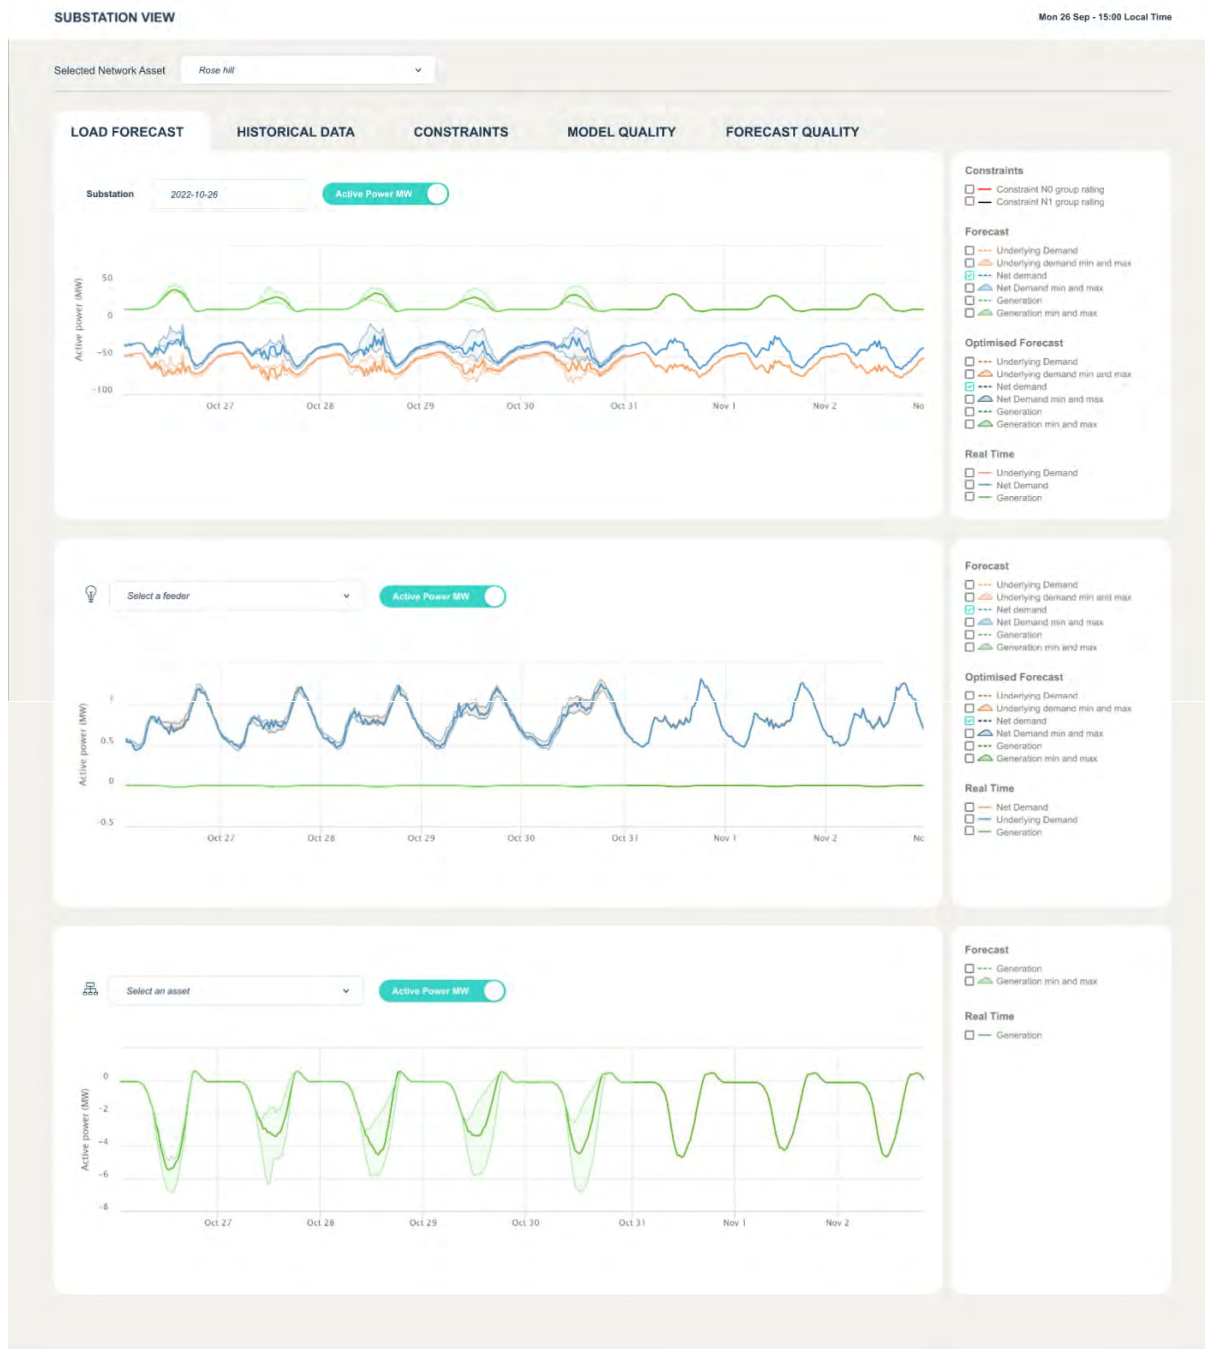 SUBSTATION VIEW
Mon 26 Sep - 15:00 Local Time
Selected Network Asset
Rose hill
LOAD FORECAST
HISTORICAL DATA
CONSTRAINTS
MODEL QUALITY
FORECAST QUALITY
Substation
2022-10-26
Active Power MW
Active power (MW)
50
0
-50
-100
Oct 27
Oct 28
Oct 29
Oct 30
Oct 31
Nov 1
Nov 2
No
Constraints
Constraint N0 group rating
Constraint N1 group rating
Forecast
Underlying Demand
Underlying demand min and max
Net demand
Net Demand min and max
Generation
Generation min and max
Optimised Forecast
Underlying Demand
Underlying demand min and max
Net demand
Net Demand min and max
Generation
Generation min and max
Real Time
Underlying Demand
Net Demand
Generation
Select a feeder
Active Power MW
Active power (MW)
0.5
0
-0.5
Oct 27
Oct 28
Oct 29
Oct 30
Oct 31
Nov 1
Nov 2
No
Forecast
Underlying Demand
Underlying demand min and max
Net demand
Net Demand min and max
Generation
Generation min and max
Optimised Forecast
Underlying Demand
Underlying demand min and max
Net demand
Net Demand min and max
Generation
Generation min and max
Real Time
Net Demand
Underlying Demand
Generation
Select an asset
Active Power MW
Active power (MW)
0
-2
-4
-6
Oct 27
Oct 28
Oct 29
Oct 30
Oct 31
Nov 1
Nov 2
Forecast
Generation
Generation min and max
Real Time
Generation